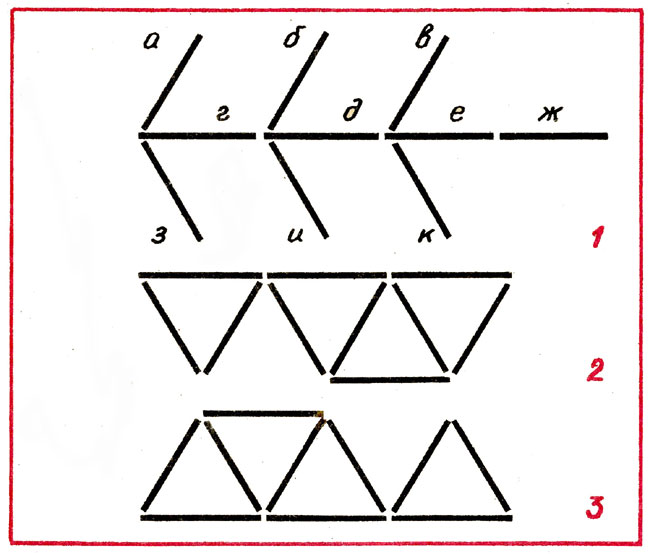 а б в
г д е ж
з и к 1
2
3